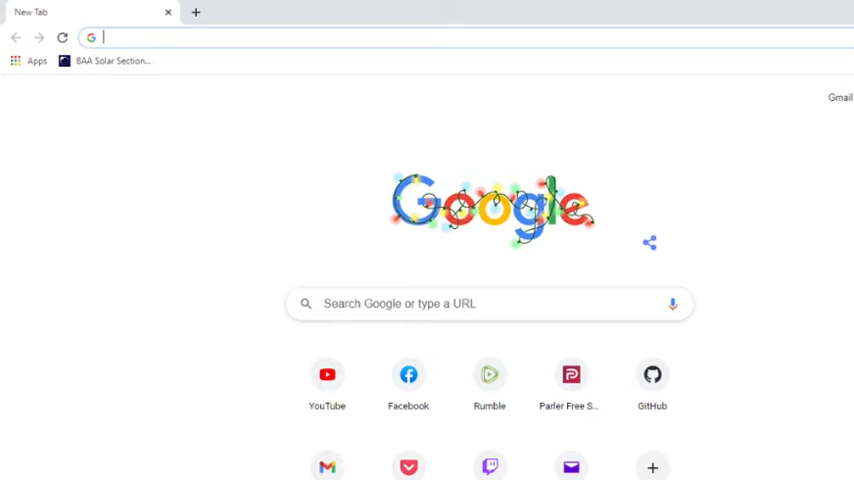 New Tab
Apps
BAA Solar Section...
Gmail
Google
Search Google or type a URL
YouTube
Facebook
Rumble
Parler Free S...
GitHub